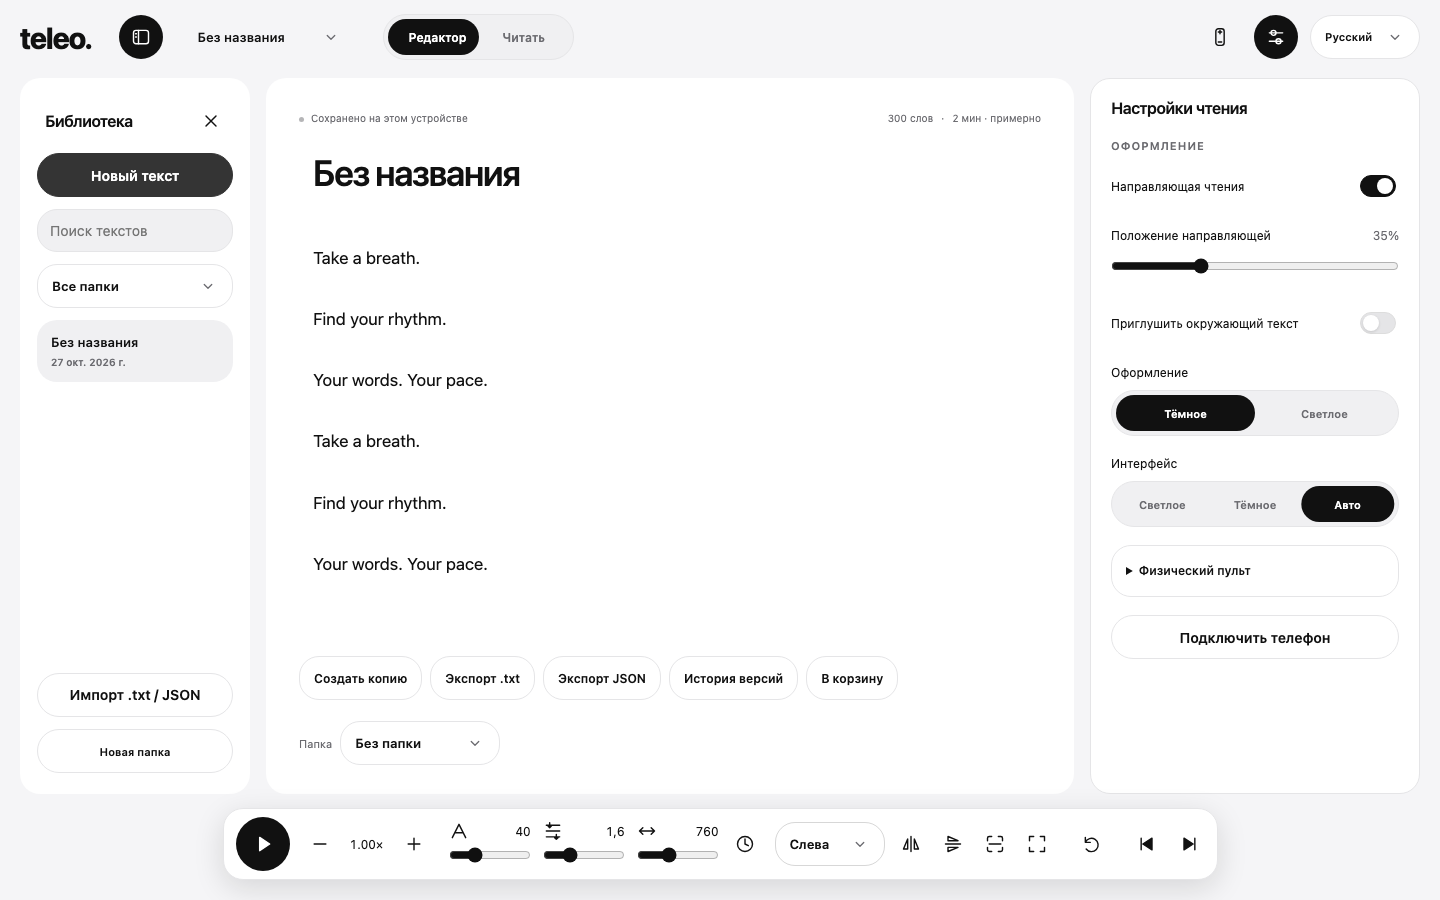 teleo.
Без названия
Редактор
Читать
Русский
Библиотека
Новый текст
Поиск текстов
Все папки
Без названия
27 окт. 2026 г.
Импорт .txt / JSON
Новая папка
Сохранено на этом устройстве
300 слов · 2 мин · примерно
Без названия
Take a breath.
Find your rhythm.
Your words. Your pace.
Take a breath.
Find your rhythm.
Your words. Your pace.
Создать копию
Экспорт .txt
Экспорт JSON
История версий
В корзину
Папка
Без папки
Настройки чтения
ОФОРМЛЕНИЕ
Направляющая чтения
Положение направляющей
35%
Приглушить окружающий текст
Оформление
Тёмное
Светлое
Интерфейс
Светлое
Тёмное
Авто
Физический пульт
Подключить телефон
1.00×
40
1,6
760
Слева